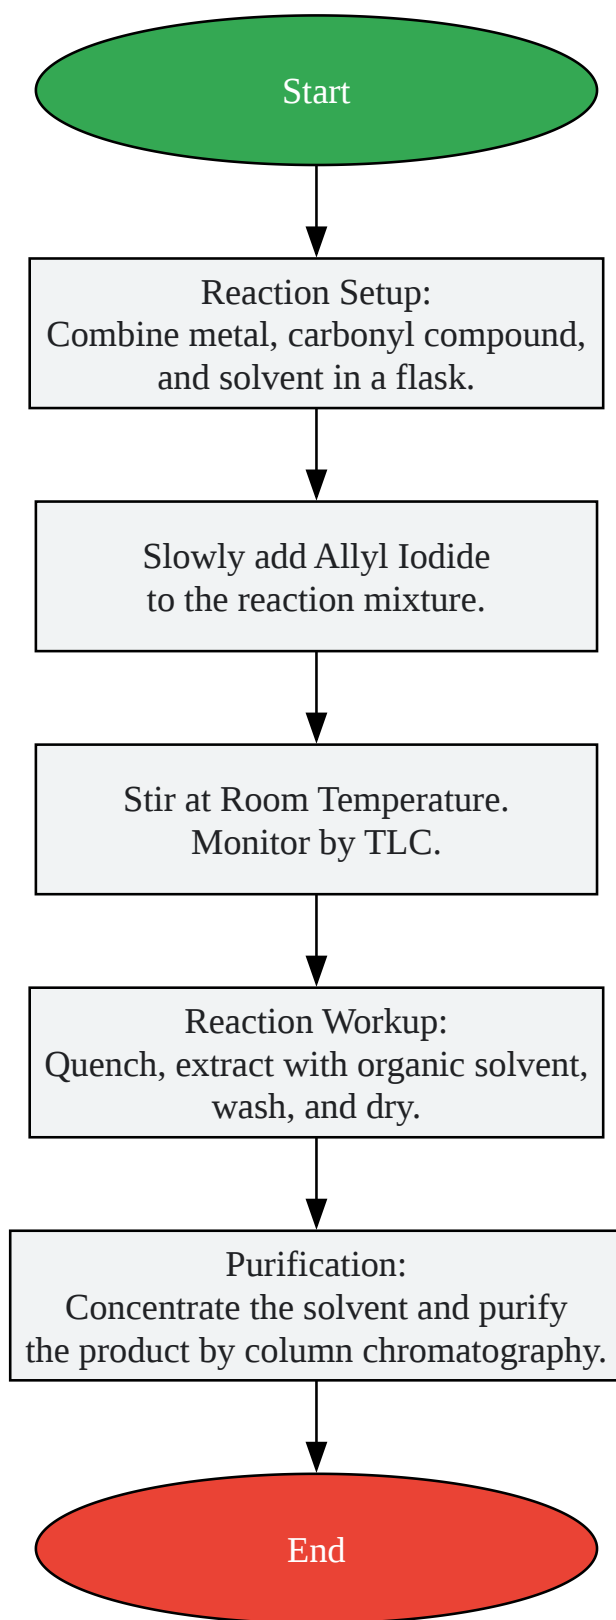 Start
Reaction Setup:
Combine metal, carbonyl compound,
and solvent in a flask.
Slowly add Allyl Iodide
to the reaction mixture.
Stir at Room Temperature.
Monitor by TLC.
Reaction Workup:
Quench, extract with organic solvent,
wash, and dry.
Purification:
Concentrate the solvent and purify
the product by column chromatography.
End